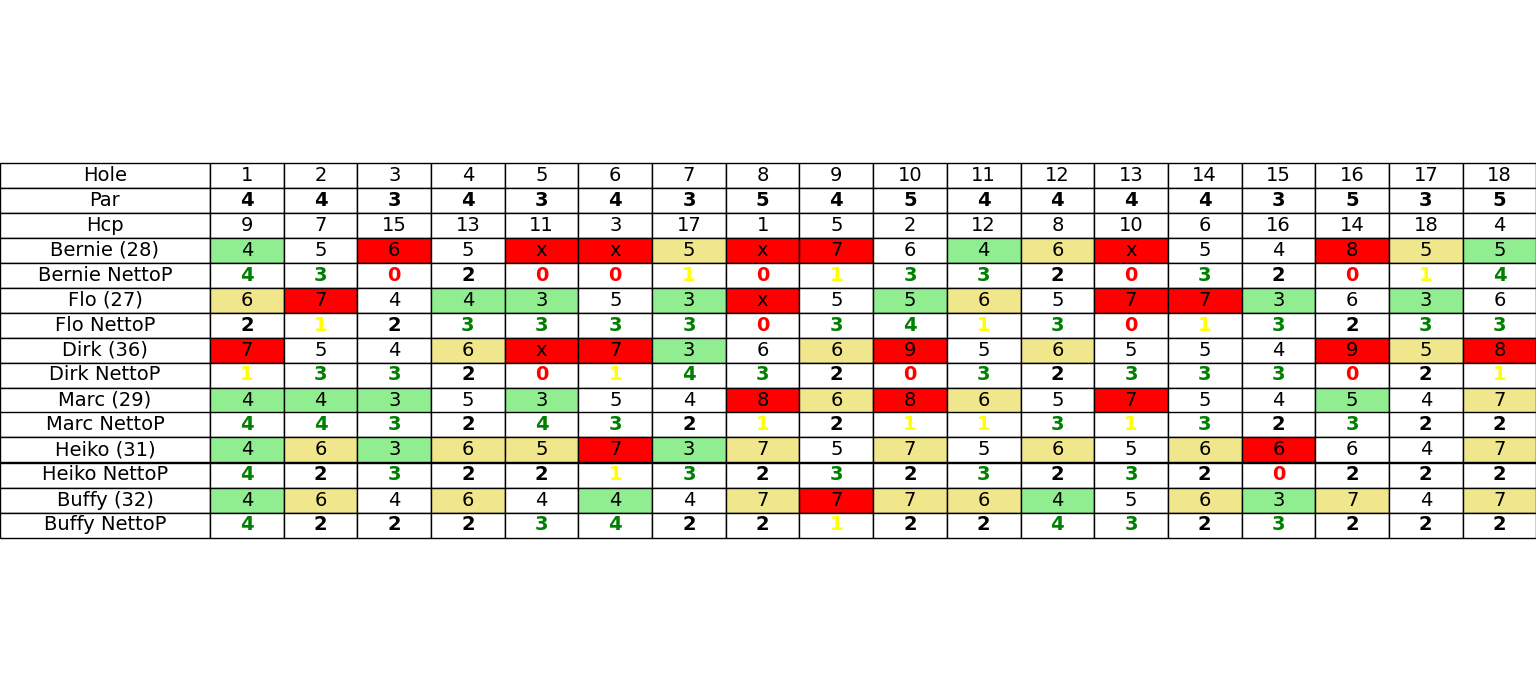 Hole 1 2 3 4 5 6 7 8 9 10 11 12 13 14 15 16 17 18
Par 4 4 3 4 3 4 3 5 4 5 4 4 4 4 3 5 3 5
Hcp 9 7 15 13 11 3 17 1 5 2 12 8 10 6 16 14 18 4
Bernie (28) 4 5 6 5 x x 5 x 7 6 4 6 x 5 4 8 5 5
Bernie NettoP 4 3 0 2 0 0 1 0 1 3 3 2 0 3 2 0 1 4
Flo (27) 6 7 4 4 3 5 3 x 5 5 6 5 7 7 3 6 3 6
Flo NettoP 2 1 2 3 3 3 3 0 3 4 1 3 0 1 3 2 3 3
Dirk (36) 7 5 4 6 x 7 3 6 6 9 5 6 5 5 4 9 5 8
Dirk NettoP 1 3 3 2 0 1 4 3 2 0 3 2 3 3 3 0 2 1
Marc (29) 4 4 3 5 3 5 4 8 6 8 6 5 7 5 4 5 4 7
Marc NettoP 4 4 3 2 4 3 2 1 2 1 1 3 1 3 2 3 2 2
Heiko (31) 4 6 3 6 5 7 3 7 5 7 5 6 5 6 6 6 4 7
Heiko NettoP 4 2 3 2 2 1 3 2 3 2 3 2 3 2 0 2 2 2
Buffy (32) 4 6 4 6 4 4 4 7 7 7 6 4 5 6 3 7 4 7
Buffy NettoP 4 2 2 2 3 4 2 2 1 2 2 4 3 2 3 2 2 2